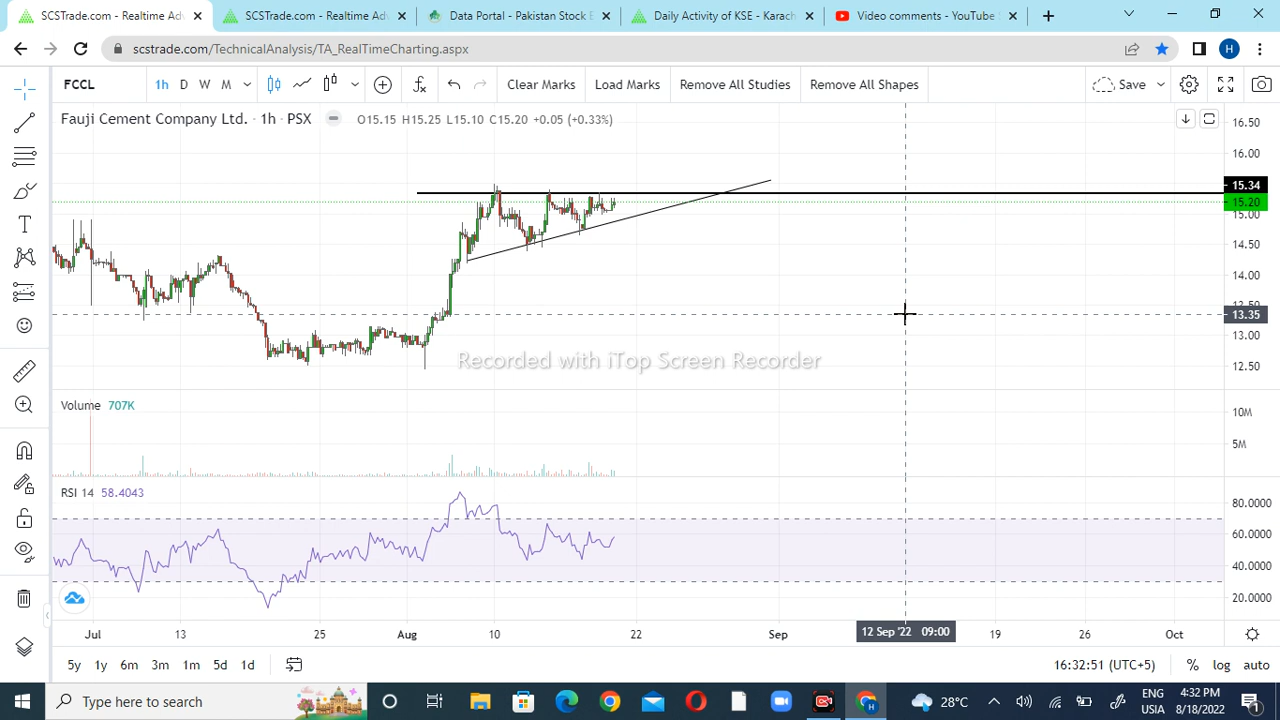 SCSTrade.com - Realtime Adv
SCSTrade.com - Realtime Adv
Data Portal - Pakistan Stock E
Daily Activity of KSE - Karach
Video comments - YouTube S
scstrade.com/TechnicalAnalysis/TA_RealTimeCharting.aspx
H
FCCL
1h D W M
Clear Marks
Load Marks
Remove All Studies
Remove All Shapes
Save
Fauji Cement Company Ltd. · 1h · PSX
O15.15 H15.25 L15.10 C15.20 +0.05 (+0.33%)
16.50
16.00
15.34
15.20
15.00
14.50
14.00
13.50
13.35
13.00
12.50
Recorded with iTop Screen Recorder
Volume 707K
10M
5M
RSI 14 58.4043
80.0000
60.0000
40.0000
20.0000
Jul 13 25 Aug 10 22 Sep 12 Sep '22 09:00 19 26 Oct
5y 1y 6m 3m 1m 5d 1d
16:32:51 (UTC+5)
% log auto
Type here to search
28°C
ENG
USIA
4:32 PM
8/18/2022
1